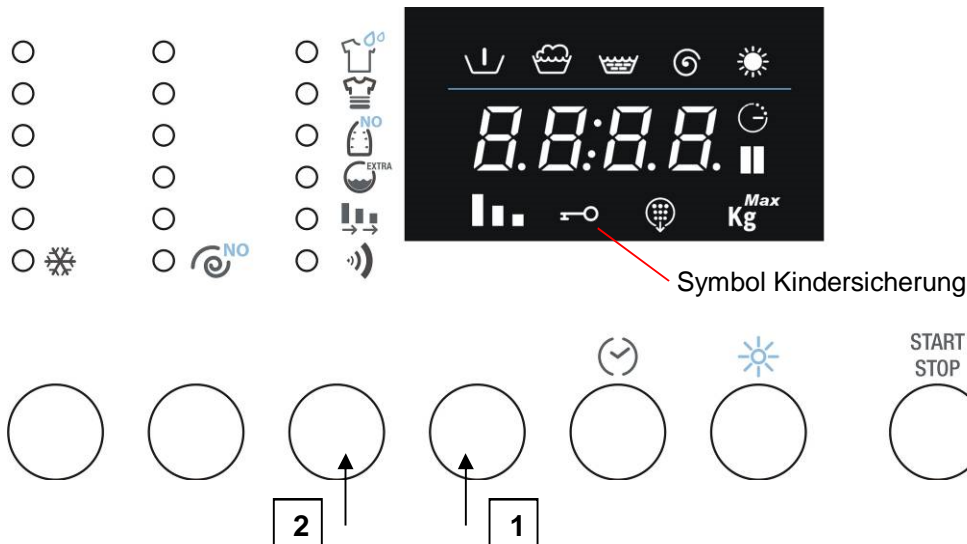 NO
EXTRA
8.8:8.8.
Max
Kg
NO
Symbol Kindersicherung
START
STOP
2
1